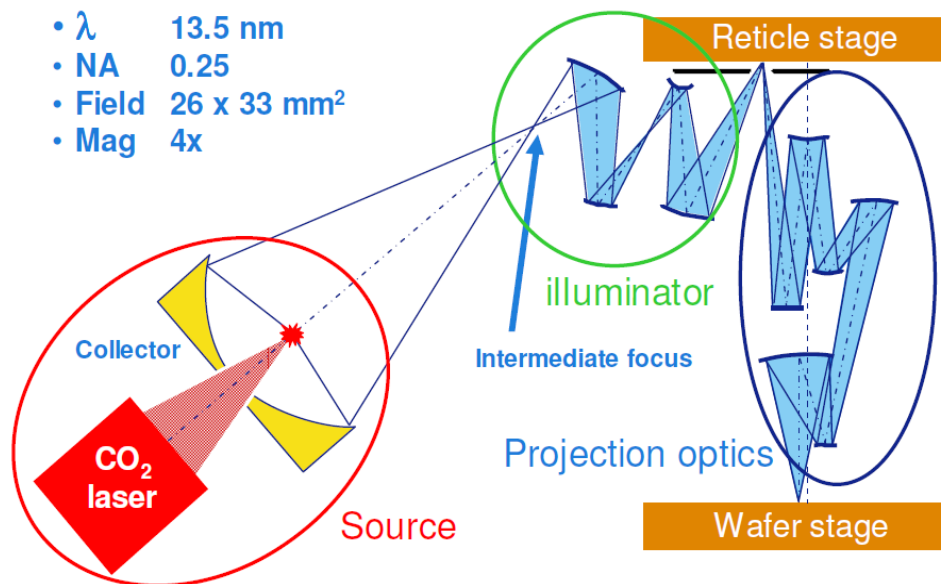 • λ 13.5 nm
• NA 0.25
• Field 26 x 33 mm²
• Mag 4x
Reticle stage
illuminator
Collector
Intermediate focus
CO₂
laser
Projection optics
Source
Wafer stage